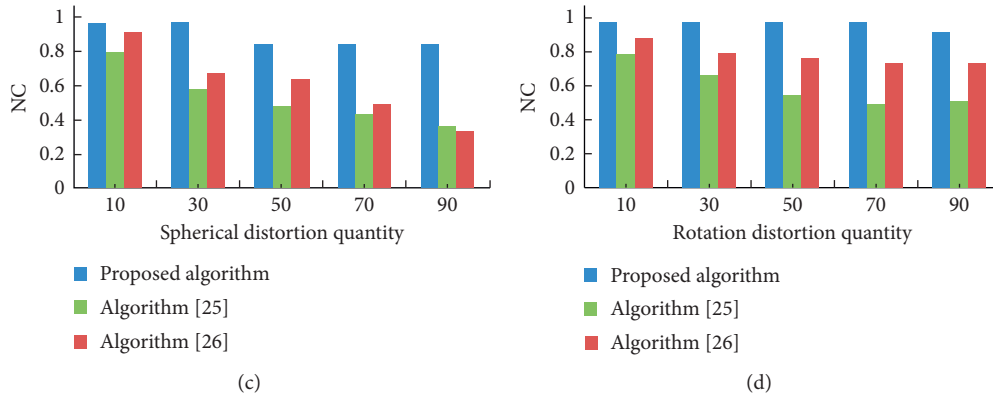 NC
1
0.8
0.6
0.4
0.2
0
10 30 50 70 90
Spherical distortion quantity
Proposed algorithm
Algorithm [25]
Algorithm [26]
(c)
NC
1
0.8
0.6
0.4
0.2
0
10 30 50 70 90
Rotation distortion quantity
Proposed algorithm
Algorithm [25]
Algorithm [26]
(d)